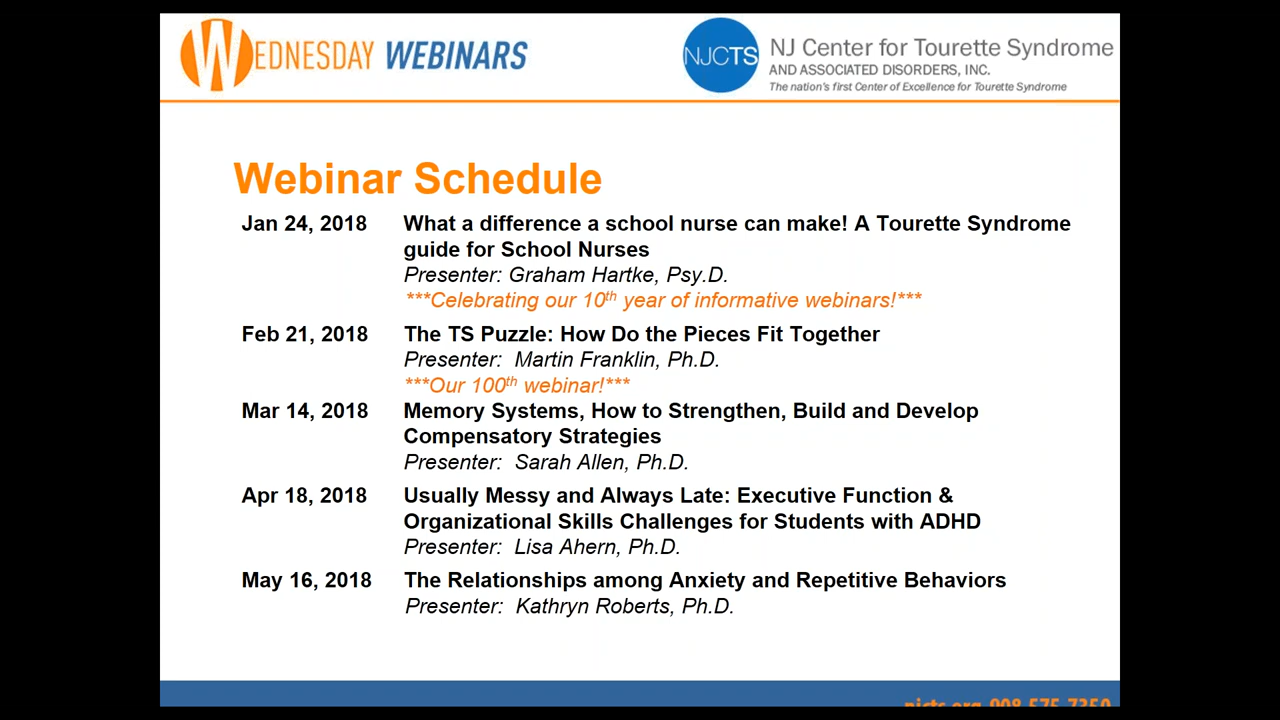 WEDNESDAY WEBINARS
NJCTS
NJ Center for Tourette Syndrome
AND ASSOCIATED DISORDERS, INC.
The nation's first Center of Excellence for Tourette Syndrome
Webinar Schedule
Jan 24, 2018 What a difference a school nurse can make! A Tourette Syndrome
guide for School Nurses
Presenter: Graham Hartke, Psy.D.
***Celebrating our 10th year of informative webinars!***
Feb 21, 2018 The TS Puzzle: How Do the Pieces Fit Together
Presenter: Martin Franklin, Ph.D.
***Our 100th webinar!***
Mar 14, 2018 Memory Systems, How to Strengthen, Build and Develop
Compensatory Strategies
Presenter: Sarah Allen, Ph.D.
Apr 18, 2018 Usually Messy and Always Late: Executive Function &
Organizational Skills Challenges for Students with ADHD
Presenter: Lisa Ahern, Ph.D.
May 16, 2018 The Relationships among Anxiety and Repetitive Behaviors
Presenter: Kathryn Roberts, Ph.D.
njcts.org 908-575-7350